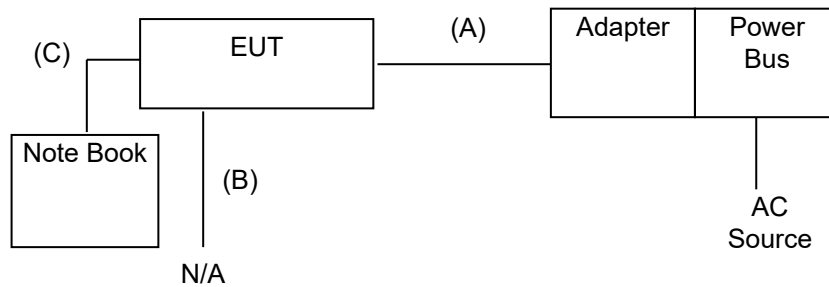 (C)
EUT
(A)
Adapter
Power
Bus
Note Book
(B)
AC
Source
N/A